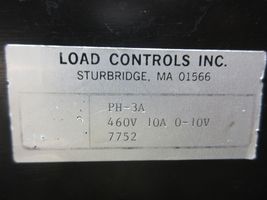 LOAD CONTROLS INC.
STURBRIDGE, MA 01566
PH-3A
460V 10A 0-10V
7752